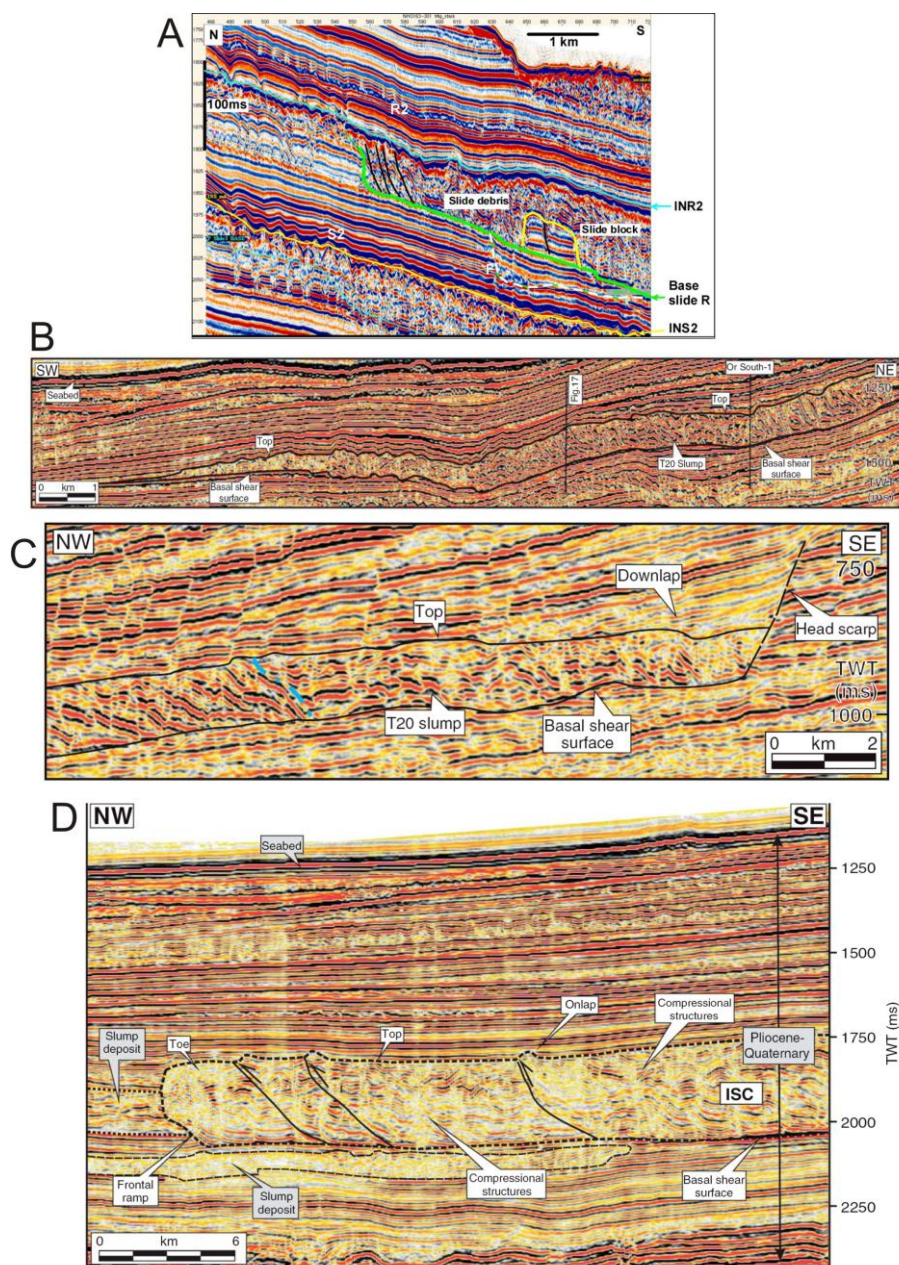 A
NH0163-301 Mig_stack
N
S
1 km
100ms
R2
Slide debris
Slide block
S2
INR2
Base
slide R
INS2
B
SW
NE
Seabed
Top
Basal shear
surface
Fig.17
Or South-1
Top
T20 Slump
Basal shear
surface
1250
1500
TWT
(ms)
0 km 1
C
NW
SE
750
Downlap
Top
Head scarp
TWT
(ms)
1000
T20 slump
Basal shear
surface
0 km 2
D
NW
SE
Seabed
1250
1500
1750
2000
2250
TWT (ms)
Onlap
Compressional
structures
Slump
deposit
Toe
Top
Pliocene-
Quaternary
ISC
Frontal
ramp
Slump
deposit
Compressional
structures
Basal shear
surface
0 km 6